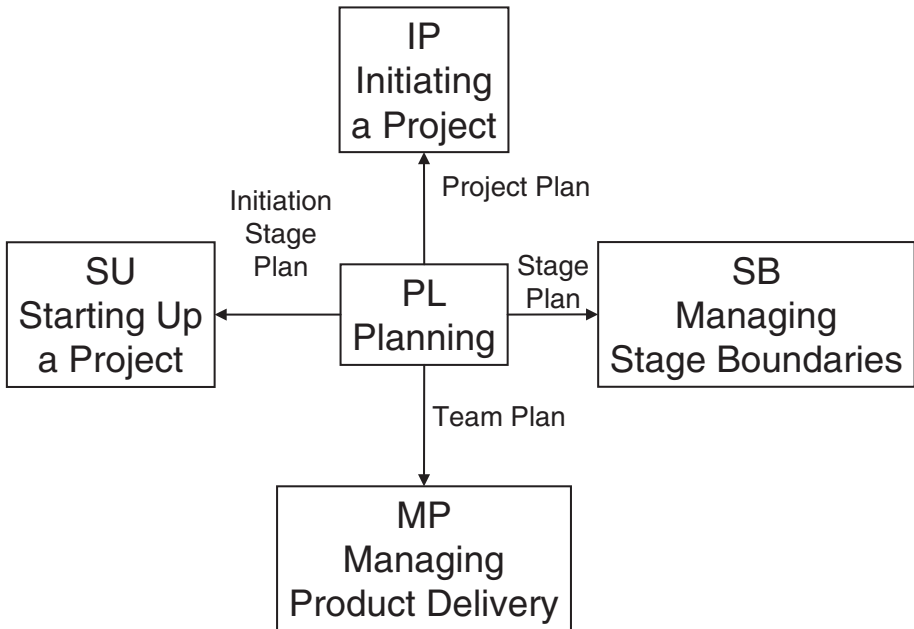 IP
Initiating
a Project
Project Plan
Initiation
Stage
Plan
SU
Starting Up
a Project
PL
Planning
Stage
Plan
SB
Managing
Stage Boundaries
Team Plan
MP
Managing
Product Delivery